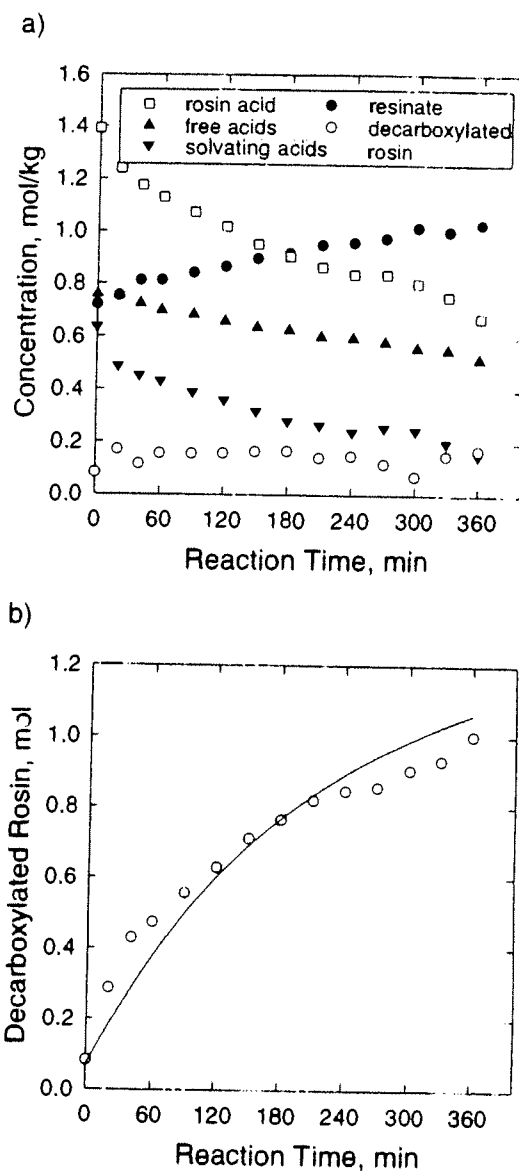 a)
1.6
1.4
1.2
1.0
0.8
0.6
0.4
0.2
0.0
Concentration, mol/kg
rosin acid
resinate
free acids
decarboxylated
solvating acids
rosin
0 60 120 180 240 300 360
Reaction Time, min
b)
1.2
1.0
0.8
0.6
0.4
0.2
0.0
Decarboxylated Rosin, mol
0 60 120 180 240 300 360
Reaction Time, min